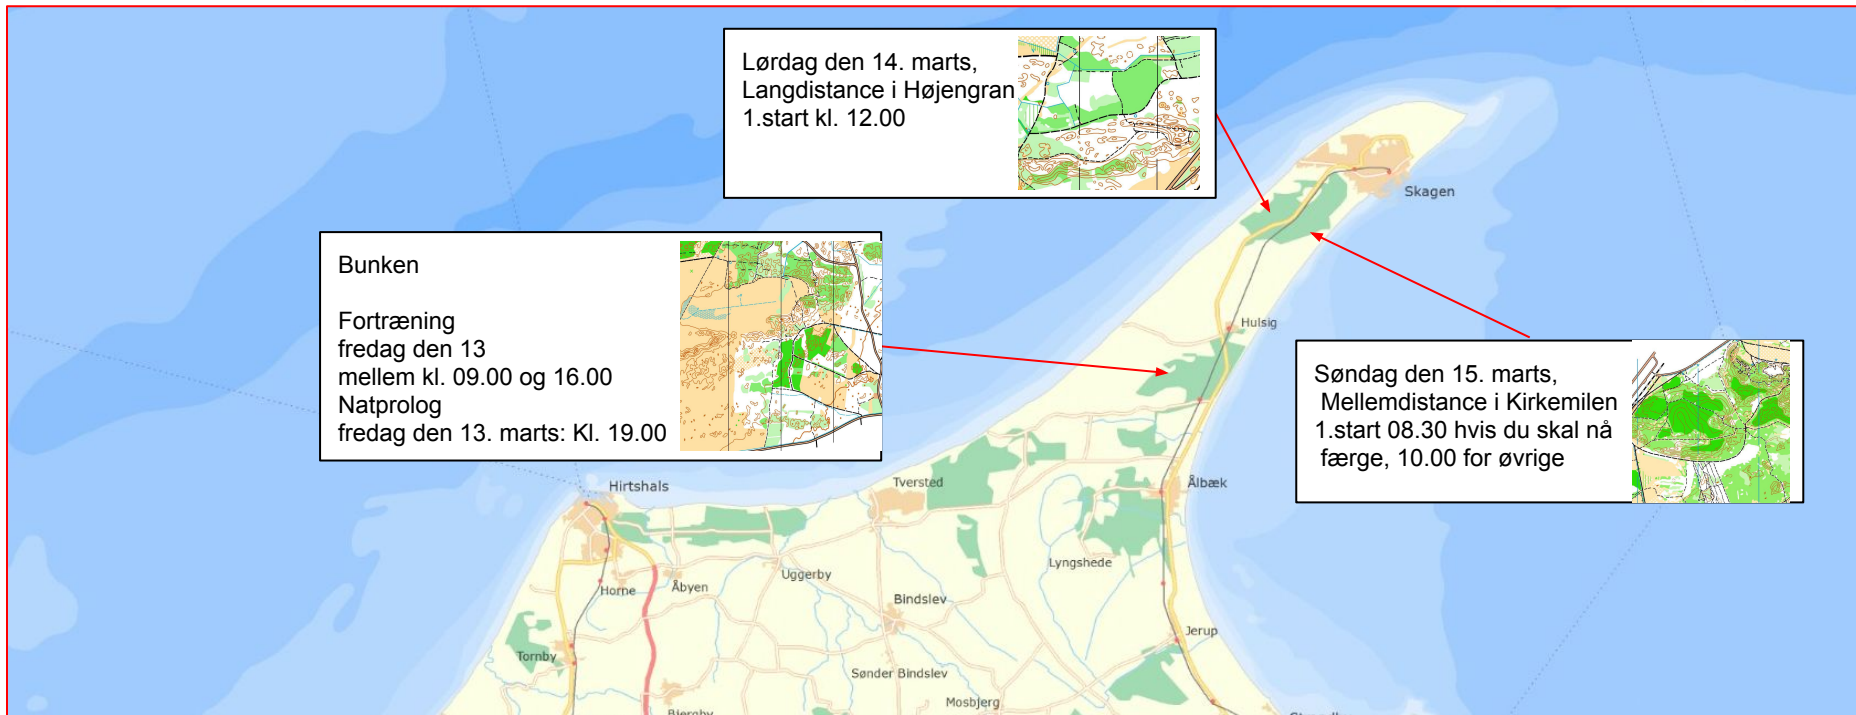 Lørdag den 14. marts,
Langdistance i Højengran
1.start kl. 12.00
Skagen
Bunken
Fortræning
fredag den 13
mellem kl. 09.00 og 16.00
Natprolog
fredag den 13. marts: Kl. 19.00
Hulsig
Søndag den 15. marts,
Mellemdistance i Kirkemilen
1.start 08.30 hvis du skal nå
færge, 10.00 for øvrige
Hirtshals
Tversted
Ålbæk
Lyngshede
Uggerby
Åbyen
Horne
Bindslev
Jerup
Tornby
Sønder Bindslev
Mosbjerg